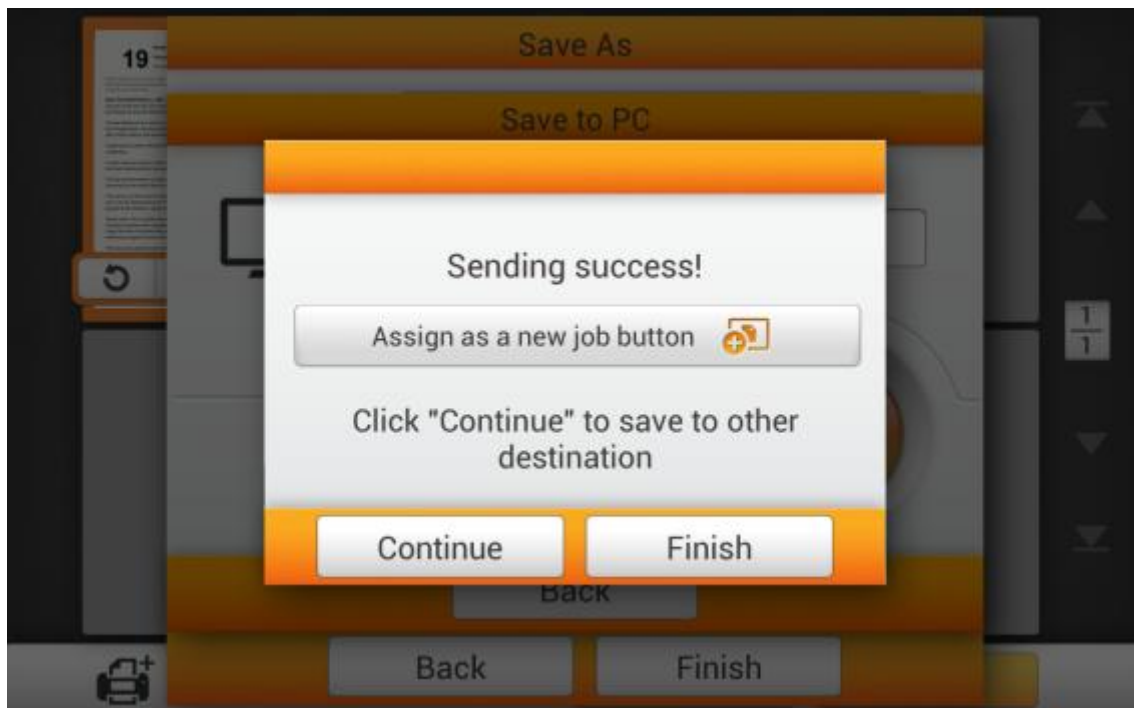 19
Save As
Save to PC
Sending success!
Assign as a new job button
Click "Continue" to save to other
destination
Continue Finish
Back
Back Finish
1
1